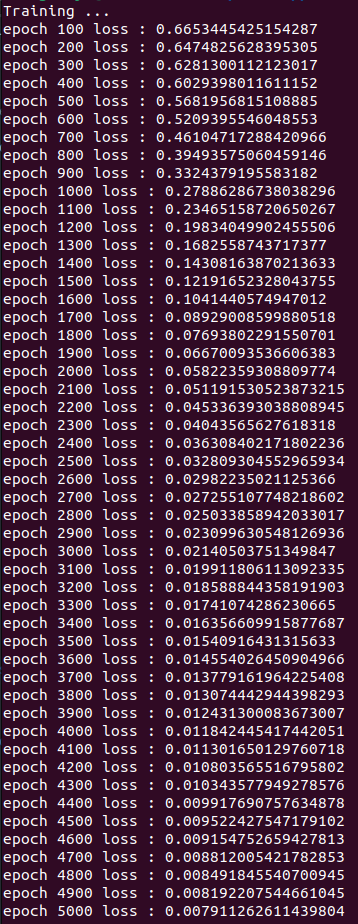 Training ...
epoch 100 loss : 0.6653445425154287
epoch 200 loss : 0.6474825628395305
epoch 300 loss : 0.6281300112123017
epoch 400 loss : 0.6029398011611152
epoch 500 loss : 0.5681956815108885
epoch 600 loss : 0.5209395546048553
epoch 700 loss : 0.46104717288420966
epoch 800 loss : 0.39493575060459146
epoch 900 loss : 0.3324379195583182
epoch 1000 loss : 0.27886286738038296
epoch 1100 loss : 0.23465158720650267
epoch 1200 loss : 0.19834049902455506
epoch 1300 loss : 0.1682558743717377
epoch 1400 loss : 0.14308163870213633
epoch 1500 loss : 0.12191652328043755
epoch 1600 loss : 0.1041440574947012
epoch 1700 loss : 0.08929008599880518
epoch 1800 loss : 0.07693802291550701
epoch 1900 loss : 0.06670093536606383
epoch 2000 loss : 0.05822359308809774
epoch 2100 loss : 0.051191530523873215
epoch 2200 loss : 0.045336393038808945
epoch 2300 loss : 0.04043565627618318
epoch 2400 loss : 0.036308402171802236
epoch 2500 loss : 0.032809304552965934
epoch 2600 loss : 0.02982235021125366
epoch 2700 loss : 0.027255107748218602
epoch 2800 loss : 0.025033858942033017
epoch 2900 loss : 0.023099630548126936
epoch 3000 loss : 0.02140503751349847
epoch 3100 loss : 0.019911806113092335
epoch 3200 loss : 0.018588844358191903
epoch 3300 loss : 0.01741074286230665
epoch 3400 loss : 0.016356609915877687
epoch 3500 loss : 0.01540916431315633
epoch 3600 loss : 0.014554026450904966
epoch 3700 loss : 0.013779161964225408
epoch 3800 loss : 0.013074442944398293
epoch 3900 loss : 0.012431300083673007
epoch 4000 loss : 0.011842445417442051
epoch 4100 loss : 0.011301650129760718
epoch 4200 loss : 0.010803565516795802
epoch 4300 loss : 0.010343577949278576
epoch 4400 loss : 0.009917690757634878
epoch 4500 loss : 0.009522427547179102
epoch 4600 loss : 0.009154752659427813
epoch 4700 loss : 0.008812005421782853
epoch 4800 loss : 0.008491845540700945
epoch 4900 loss : 0.008192207544661045
epoch 5000 loss : 0.007911262611439804